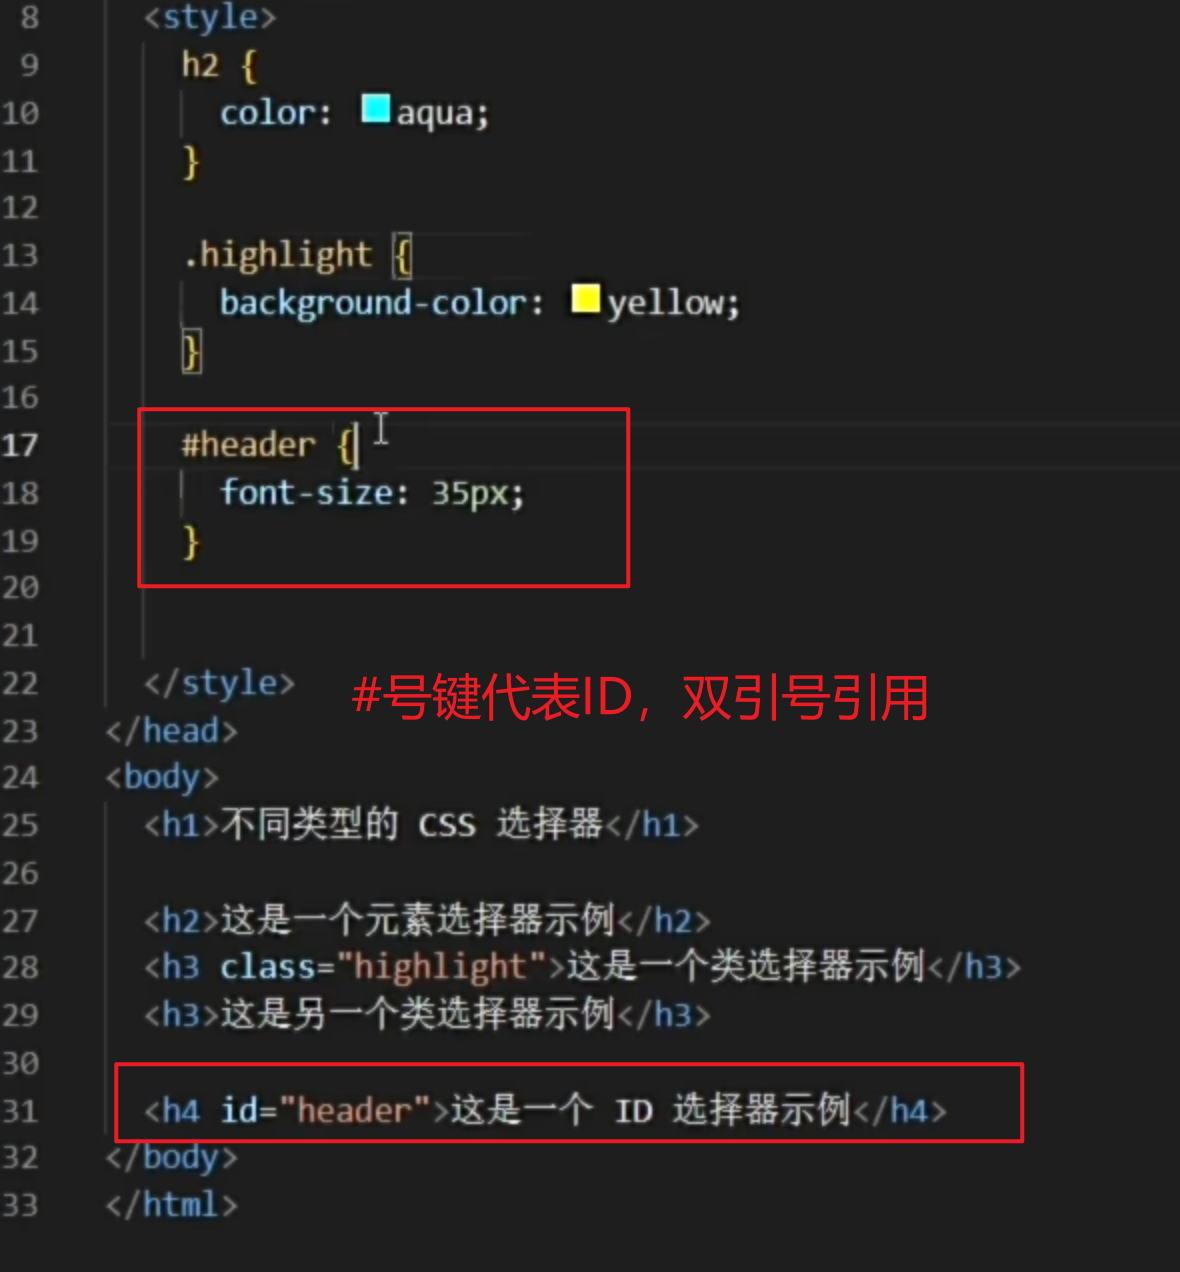 8 <style>
9 h2 {
10 color: aqua;
11 }
12
13 .highlight {
14 background-color: yellow;
15 }
16
17 #header {
18 font-size: 35px;
19 }
20
21
22 </style>
#号键代表ID，双引号引用
23 </head>
24 <body>
25 <h1>不同类型的 CSS 选择器</h1>
26
27 <h2>这是一个元素选择器示例</h2>
28 <h3 class="highlight">这是一个类选择器示例</h3>
29 <h3>这是另一个类选择器示例</h3>
30
31 <h4 id="header">这是一个 ID 选择器示例</h4>
32 </body>
33 </html>